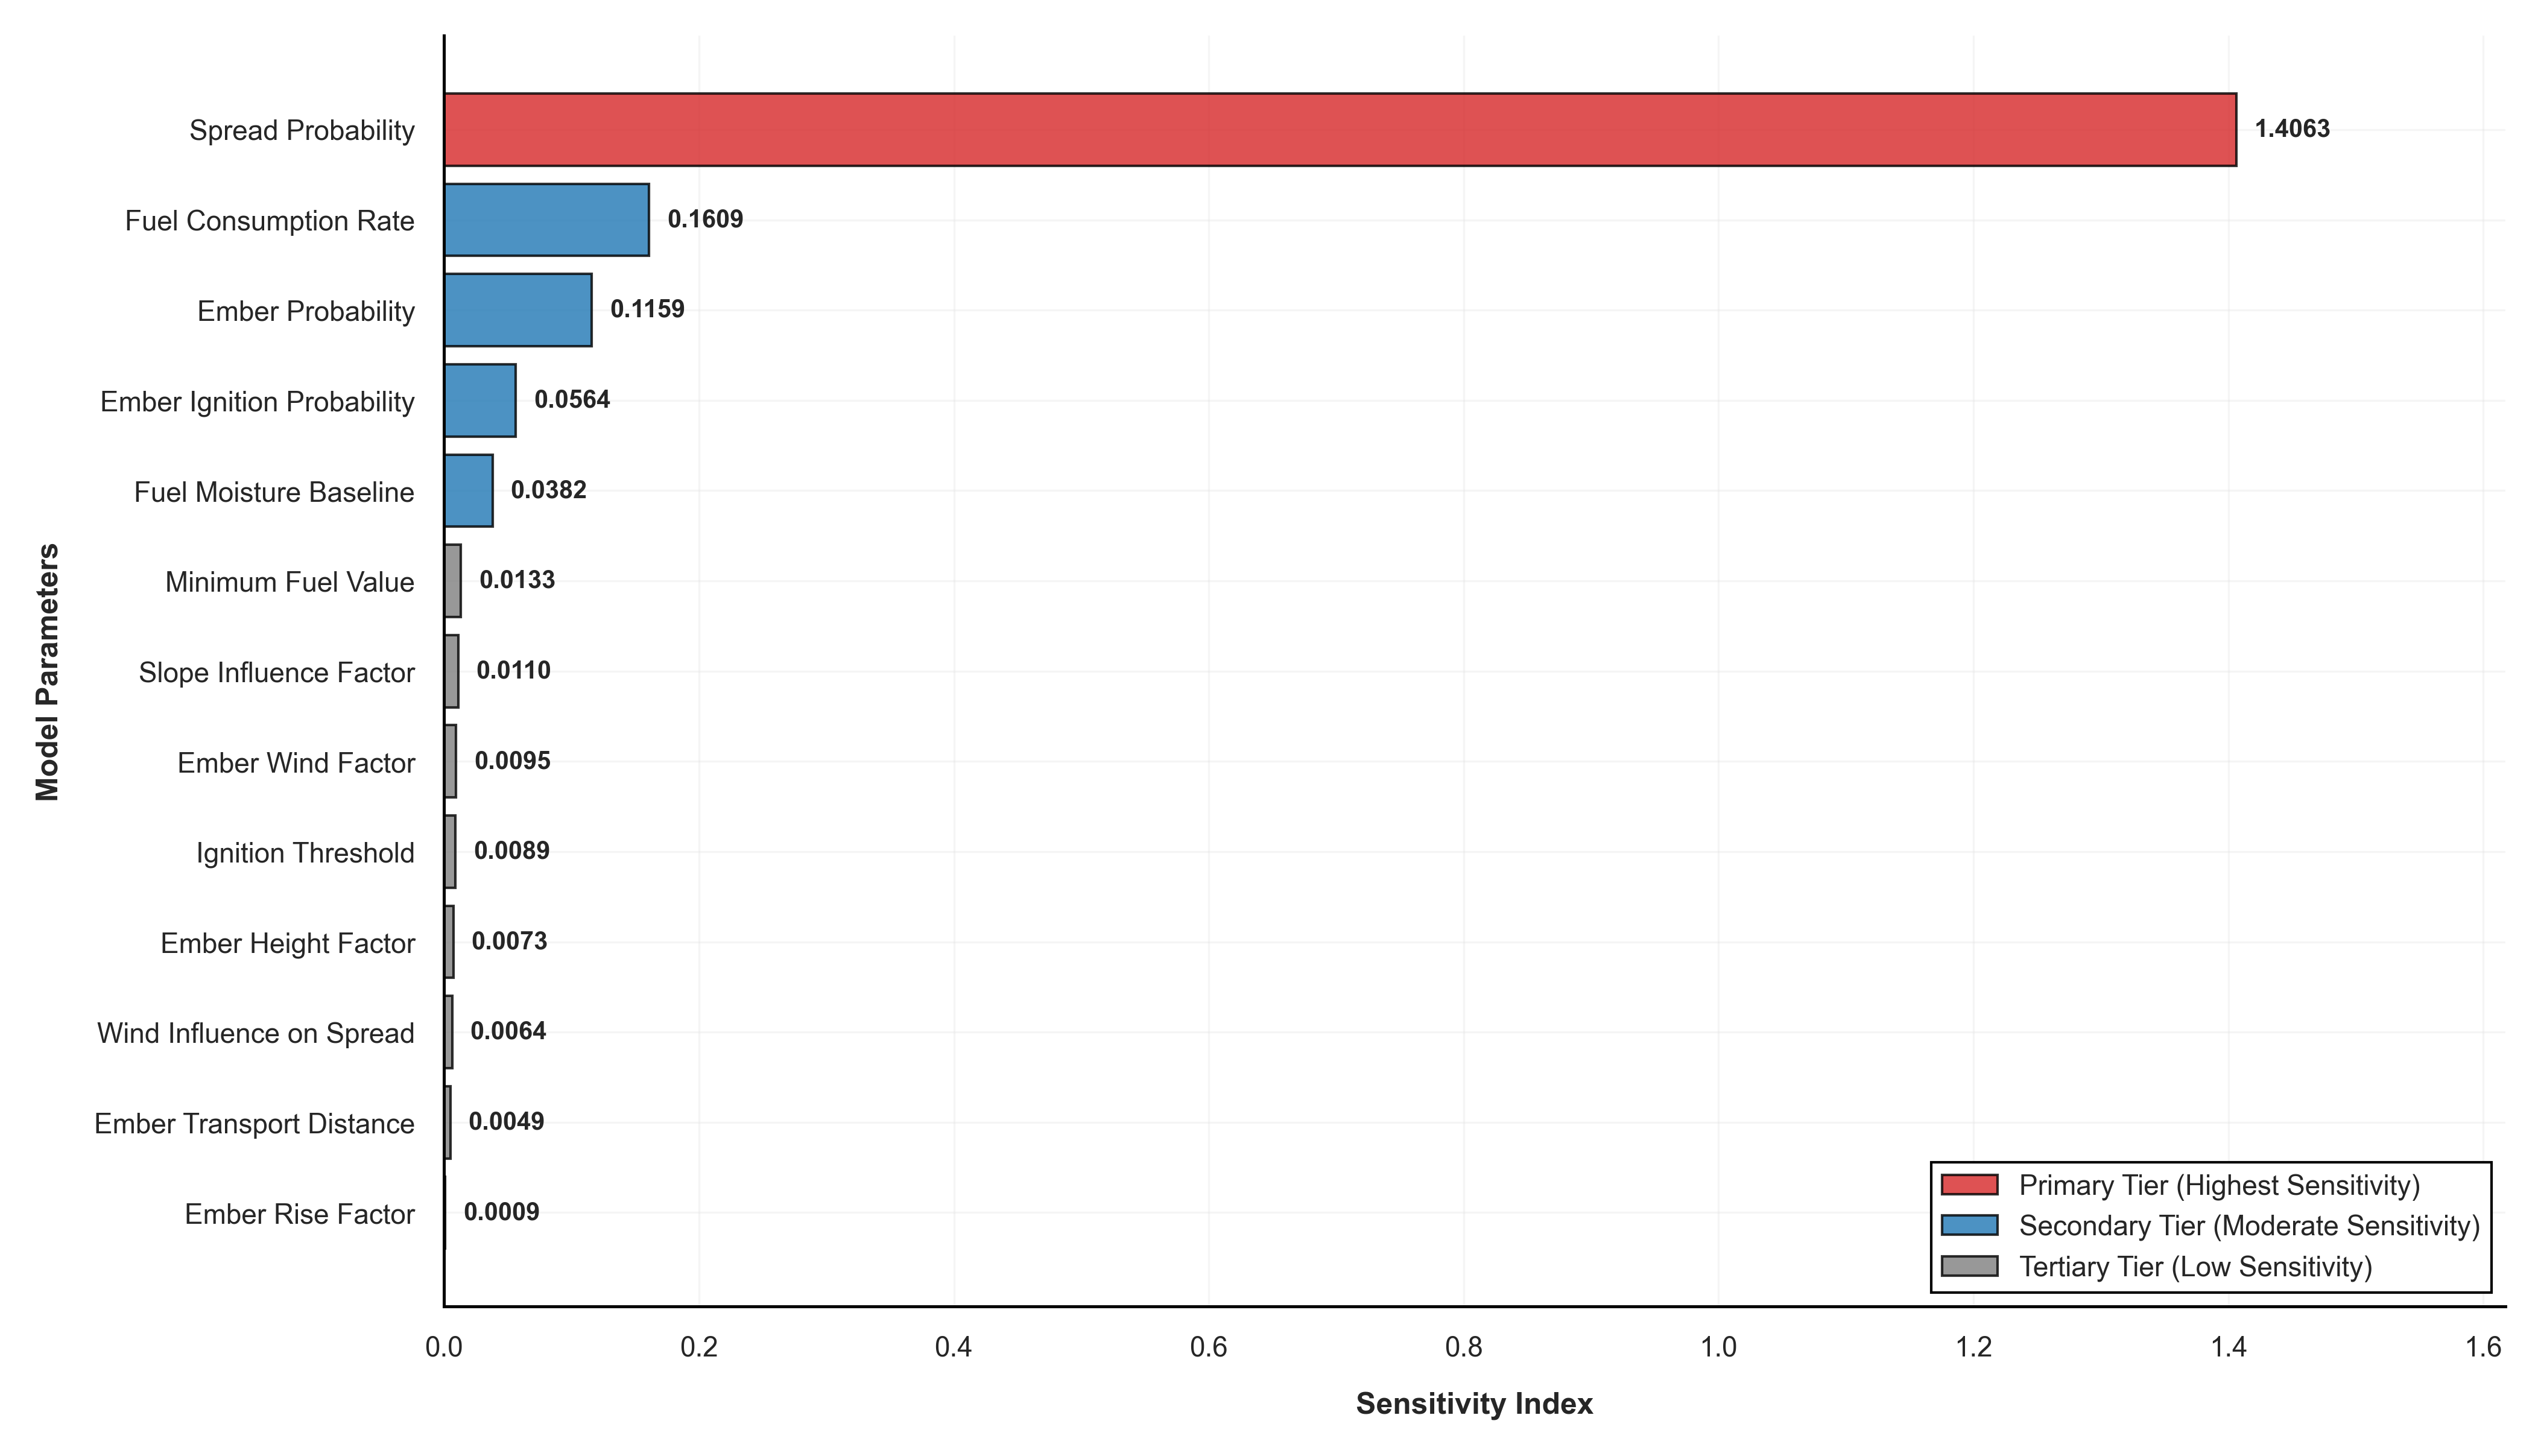 Spread Probability 1.4063
Fuel Consumption Rate 0.1609
Ember Probability 0.1159
Ember Ignition Probability 0.0564
Fuel Moisture Baseline 0.0382
Minimum Fuel Value 0.0133
Slope Influence Factor 0.0110
Ember Wind Factor 0.0095
Ignition Threshold 0.0089
Ember Height Factor 0.0073
Wind Influence on Spread 0.0064
Ember Transport Distance 0.0049
Ember Rise Factor 0.0009
Model Parameters
Primary Tier (Highest Sensitivity)
Secondary Tier (Moderate Sensitivity)
Tertiary Tier (Low Sensitivity)
0.0 0.2 0.4 0.6 0.8 1.0 1.2 1.4 1.6
Sensitivity Index